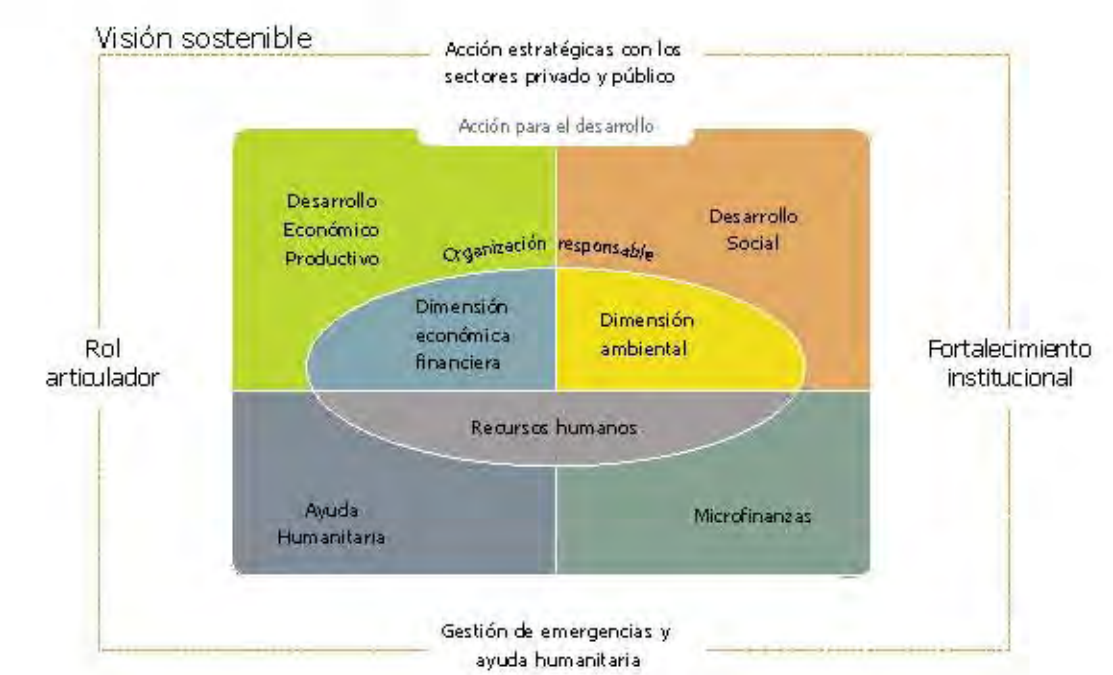 Visión sostenible
Acción estratégicas con los
sectores privado y público
Acción para el desarrollo
Desarrollo
Económico
Productivo
Desarrollo
Social
Organización responsable
Dimensión
económica
financiera
Dimensión
ambiental
Rol
articulador
Fortalecimiento
institucional
Recursos humanos
Ayuda
Humanitaria
Microfinanzas
Gestión de emergencias y
ayuda humanitaria